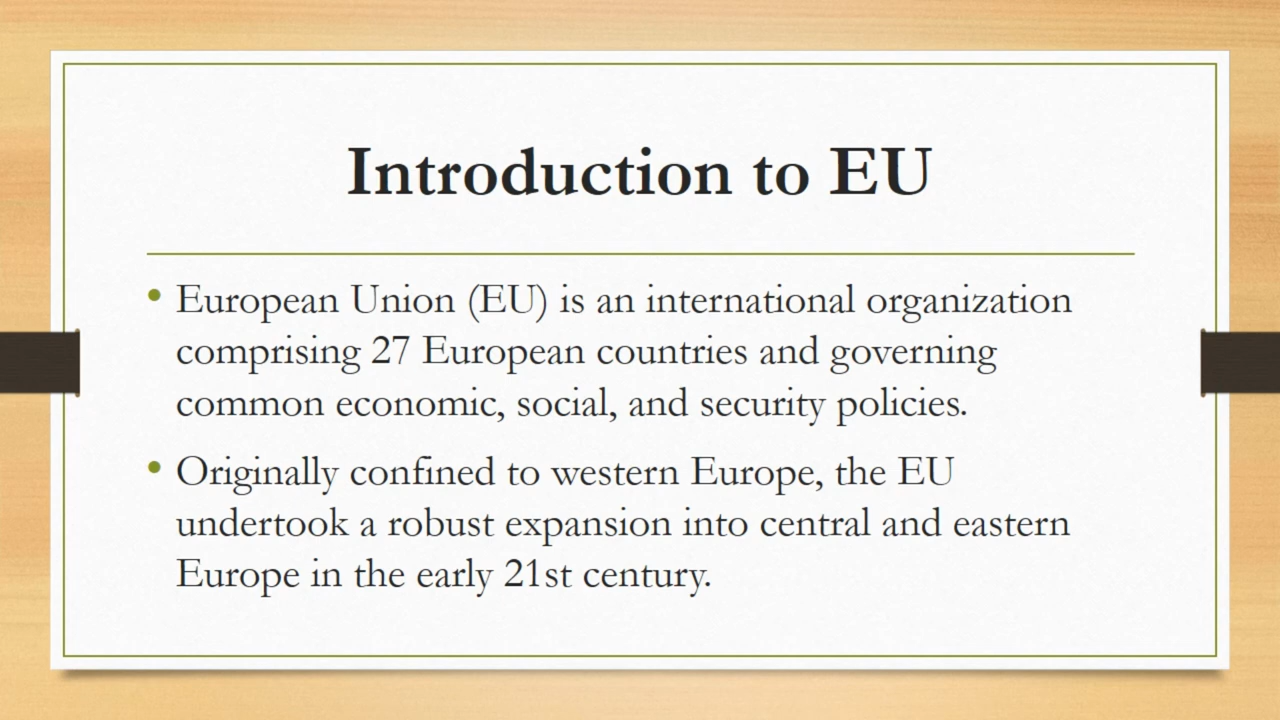 Introduction to EU
• European Union (EU) is an international organization
comprising 27 European countries and governing
common economic, social, and security policies.
• Originally confined to western Europe, the EU
undertook a robust expansion into central and eastern
Europe in the early 21st century.